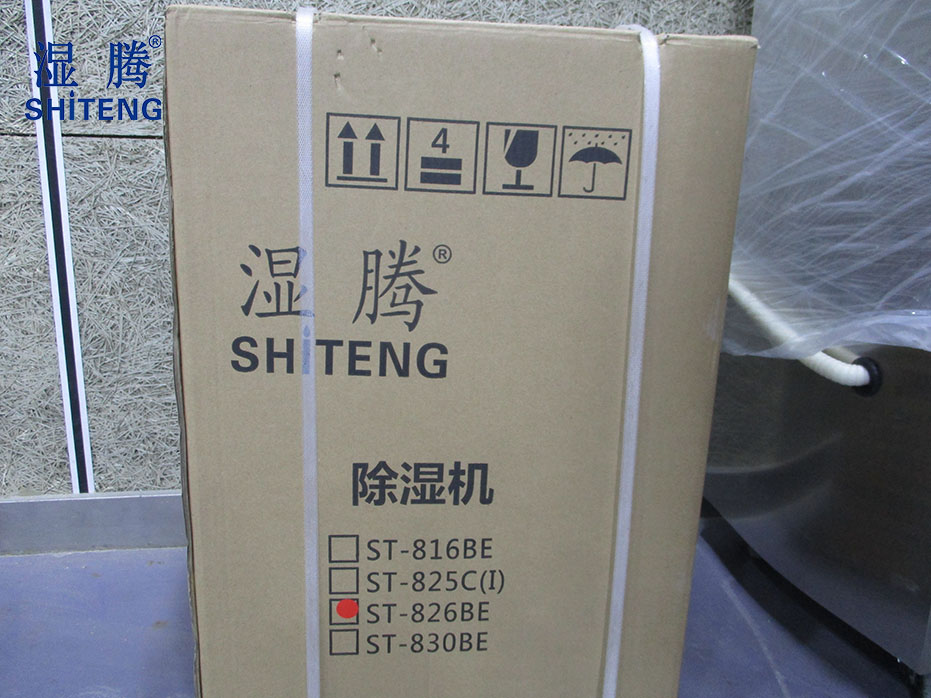 湿腾®
SHiTENG
4
湿腾®
SHiTENG
除湿机
ST-816BE
ST-825C(I)
ST-826BE
ST-830BE